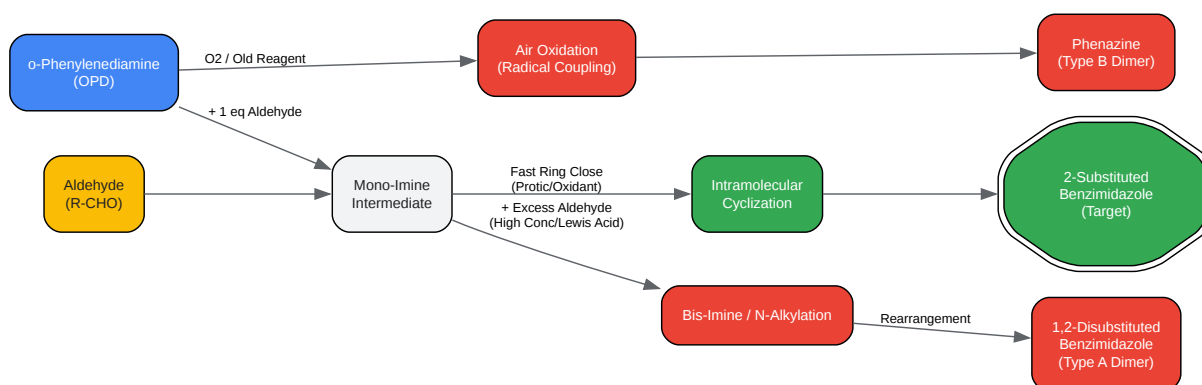 o-Phenylenediamine
(OPD)
O2 / Old Reagent
Air Oxidation
(Radical Coupling)
Phenazine
(Type B Dimer)
+ 1 eq Aldehyde
Aldehyde
(R-CHO)
Mono-Imine
Intermediate
Fast Ring Close
(Protic/Oxidant)
+ Excess Aldehyde
(High Conc/Lewis Acid)
Intramolecular
Cyclization
2-Substituted
Benzimidazole
(Target)
Bis-Imine / N-Alkylation
Rearrangement
1,2-Disubstituted
Benzimidazole
(Type A Dimer)